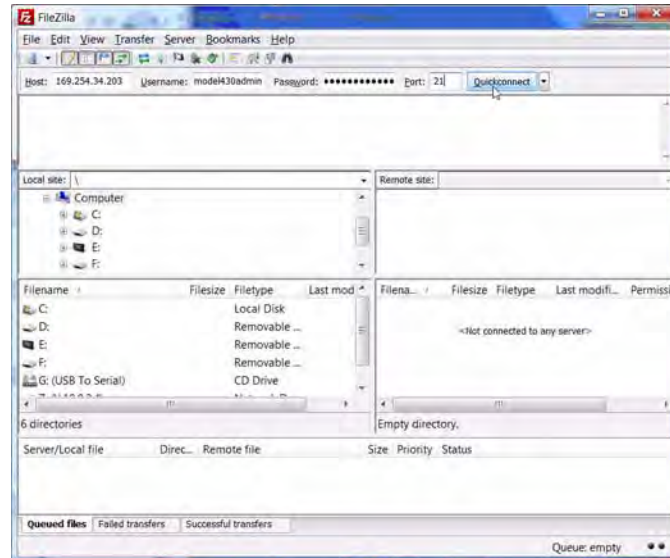 FileZilla
File Edit View Transfer Server Bookmarks Help
Host: 169.254.34.203 Username: model430admin Password: •••••••••••• Port: 21 Quickconnect
Local site: \
Remote site:
Computer
C:
D:
E:
F:
Filename Filesize Filetype Last mod
C: Local Disk
D: Removable ...
E: Removable ...
F: Removable ...
G: (USB To Serial) CD Drive
6 directories
Filena... Filesize Filetype Last modifi... Permissi
<Not connected to any server>
Empty directory.
Server/Local file Direc... Remote file Size Priority Status
Queued files Failed transfers Successful transfers
Queue: empty